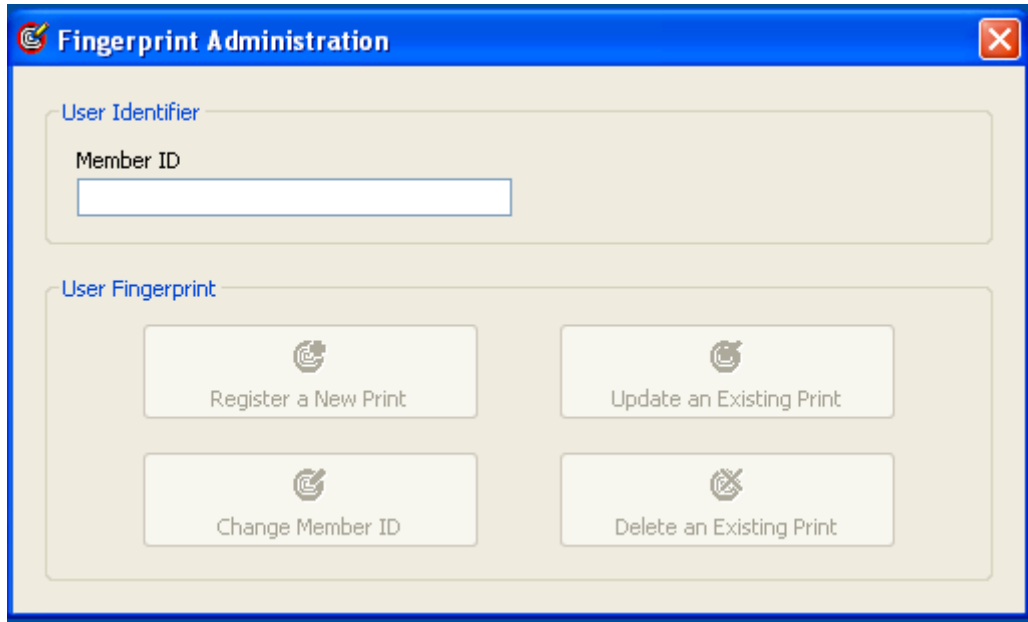 Fingerprint Administration
User Identifier
Member ID
User Fingerprint
Register a New Print
Update an Existing Print
Change Member ID
Delete an Existing Print